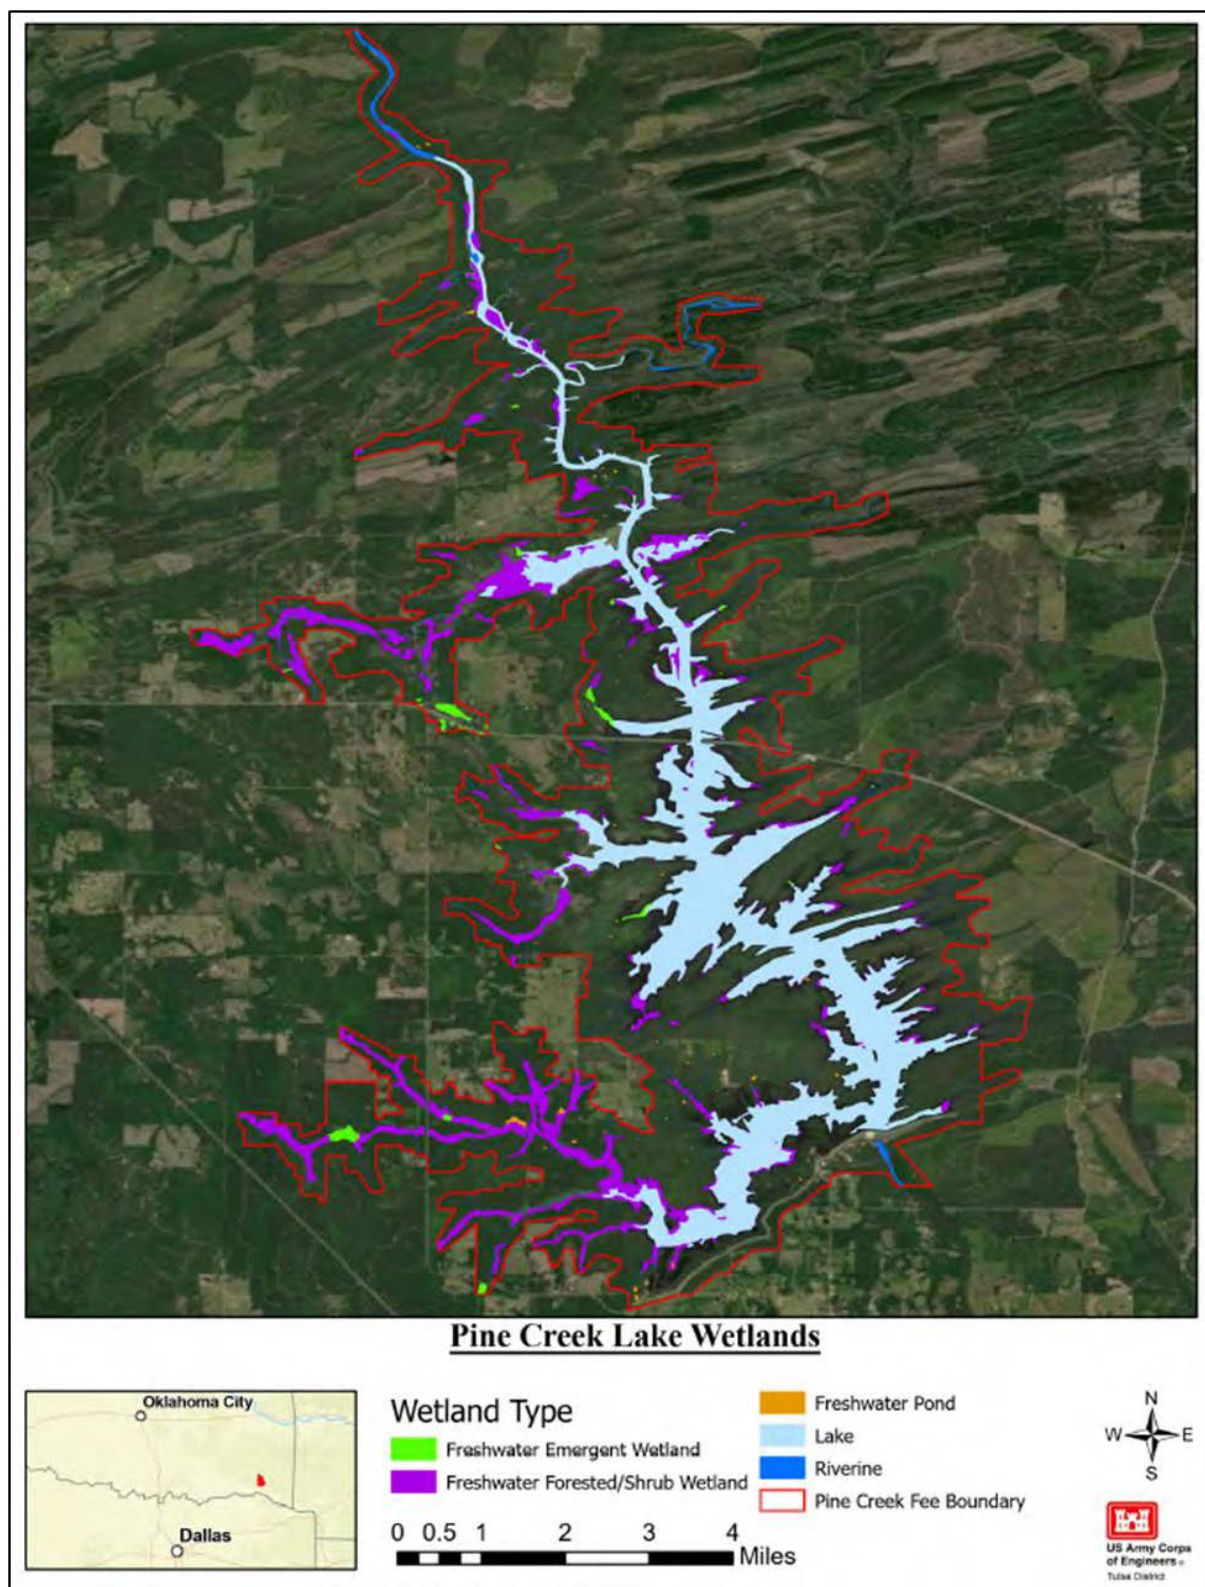 Pine Creek Lake Wetlands
Oklahoma City
Dallas
Wetland Type
Freshwater Emergent Wetland
Freshwater Forested/Shrub Wetland
Freshwater Pond
Lake
Riverine
Pine Creek Fee Boundary
0 0.5 1 2 3 4
Miles
N
W E
S
US Army Corps
of Engineers®
Tulsa District